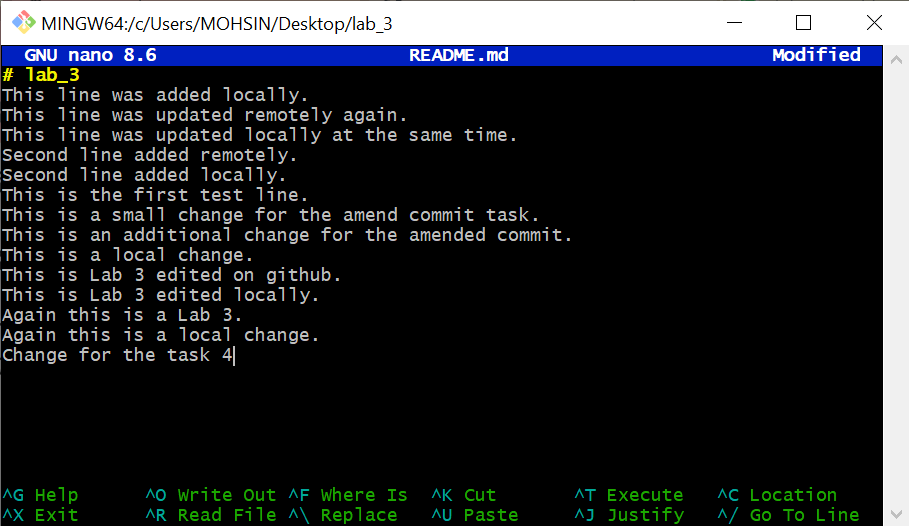 MINGW64:/c/Users/MOHSIN/Desktop/lab_3
GNU nano 8.6 README.md Modified
# lab_3
This line was added locally.
This line was updated remotely again.
This line was updated locally at the same time.
Second line added remotely.
Second line added locally.
This is the first test line.
This is a small change for the amend commit task.
This is an additional change for the amended commit.
This is a local change.
This is Lab 3 edited on github.
This is Lab 3 edited locally.
Again this is a Lab 3.
Again this is a local change.
Change for the task 4
^G Help ^O Write Out ^F Where Is ^K Cut ^T Execute ^C Location
^X Exit ^R Read File ^\ Replace ^U Paste ^J Justify ^/ Go To Line